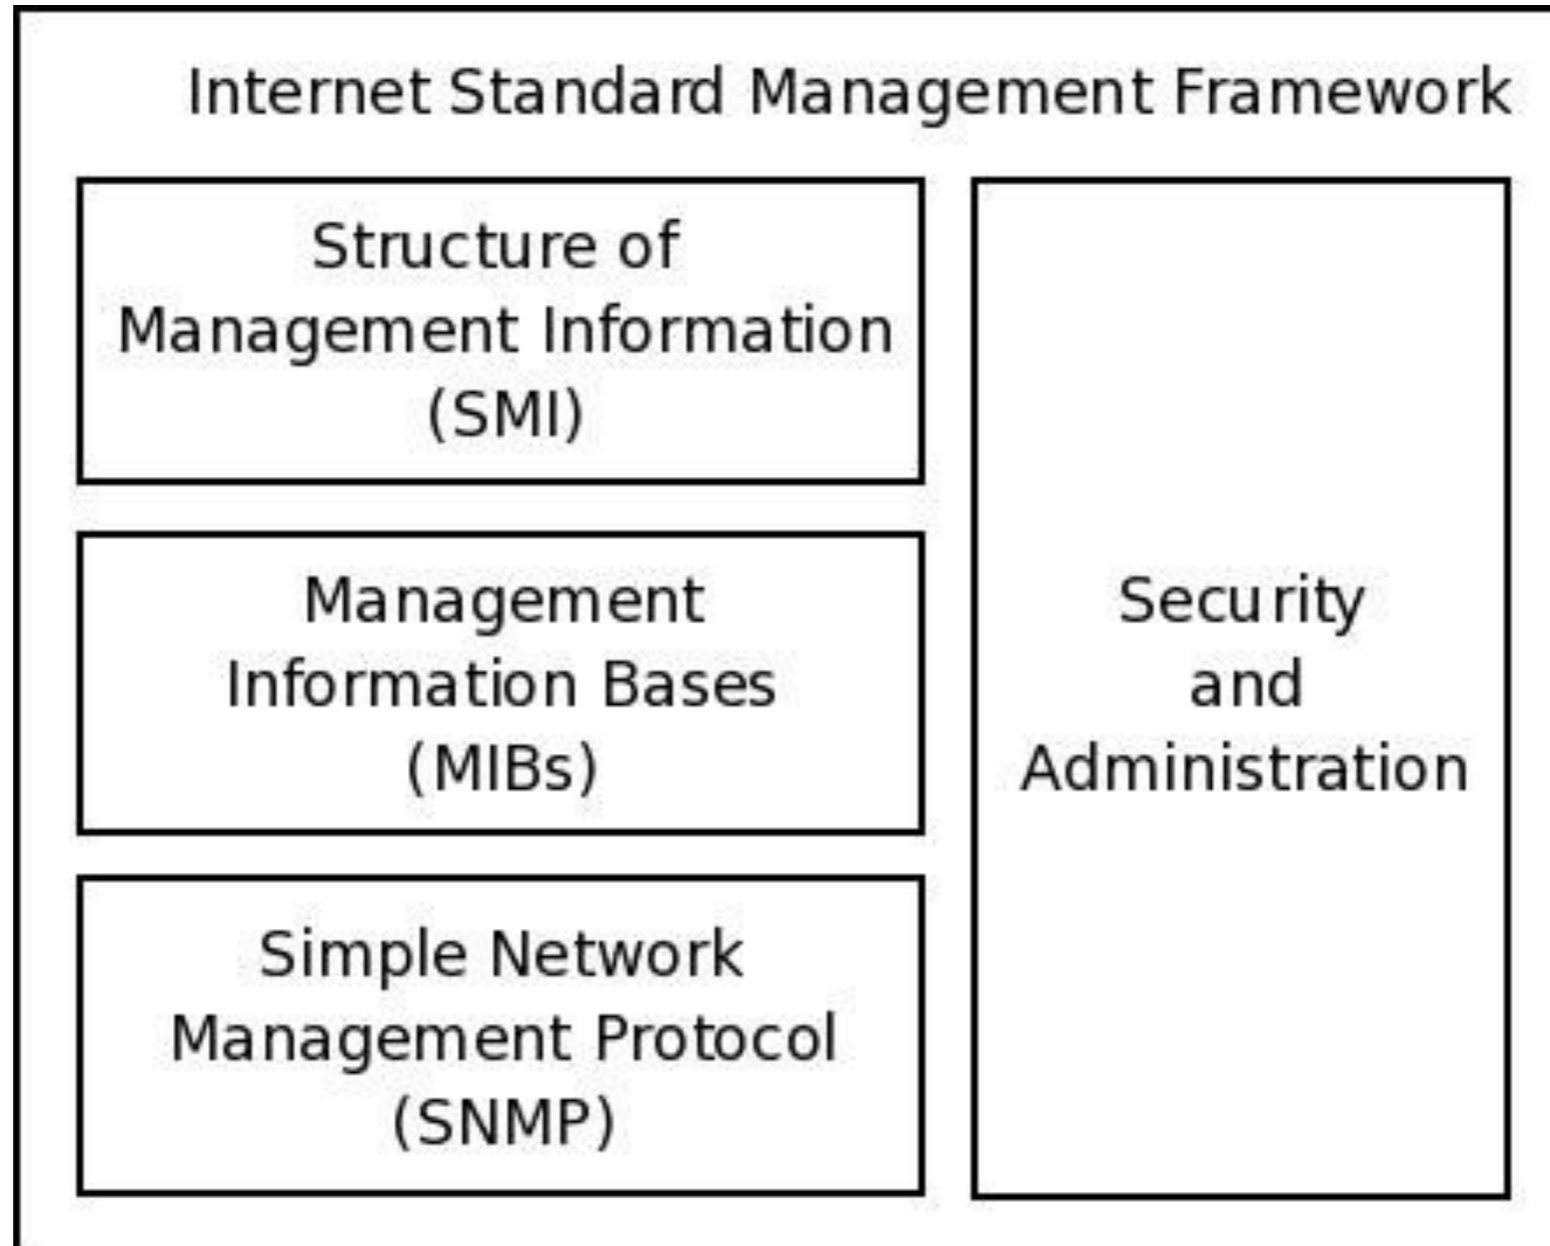 Internet Standard Management Framework
Structure of
Management Information
(SMI)
Management
Information Bases
(MIBs)
Simple Network
Management Protocol
(SNMP)
Security
and
Administration